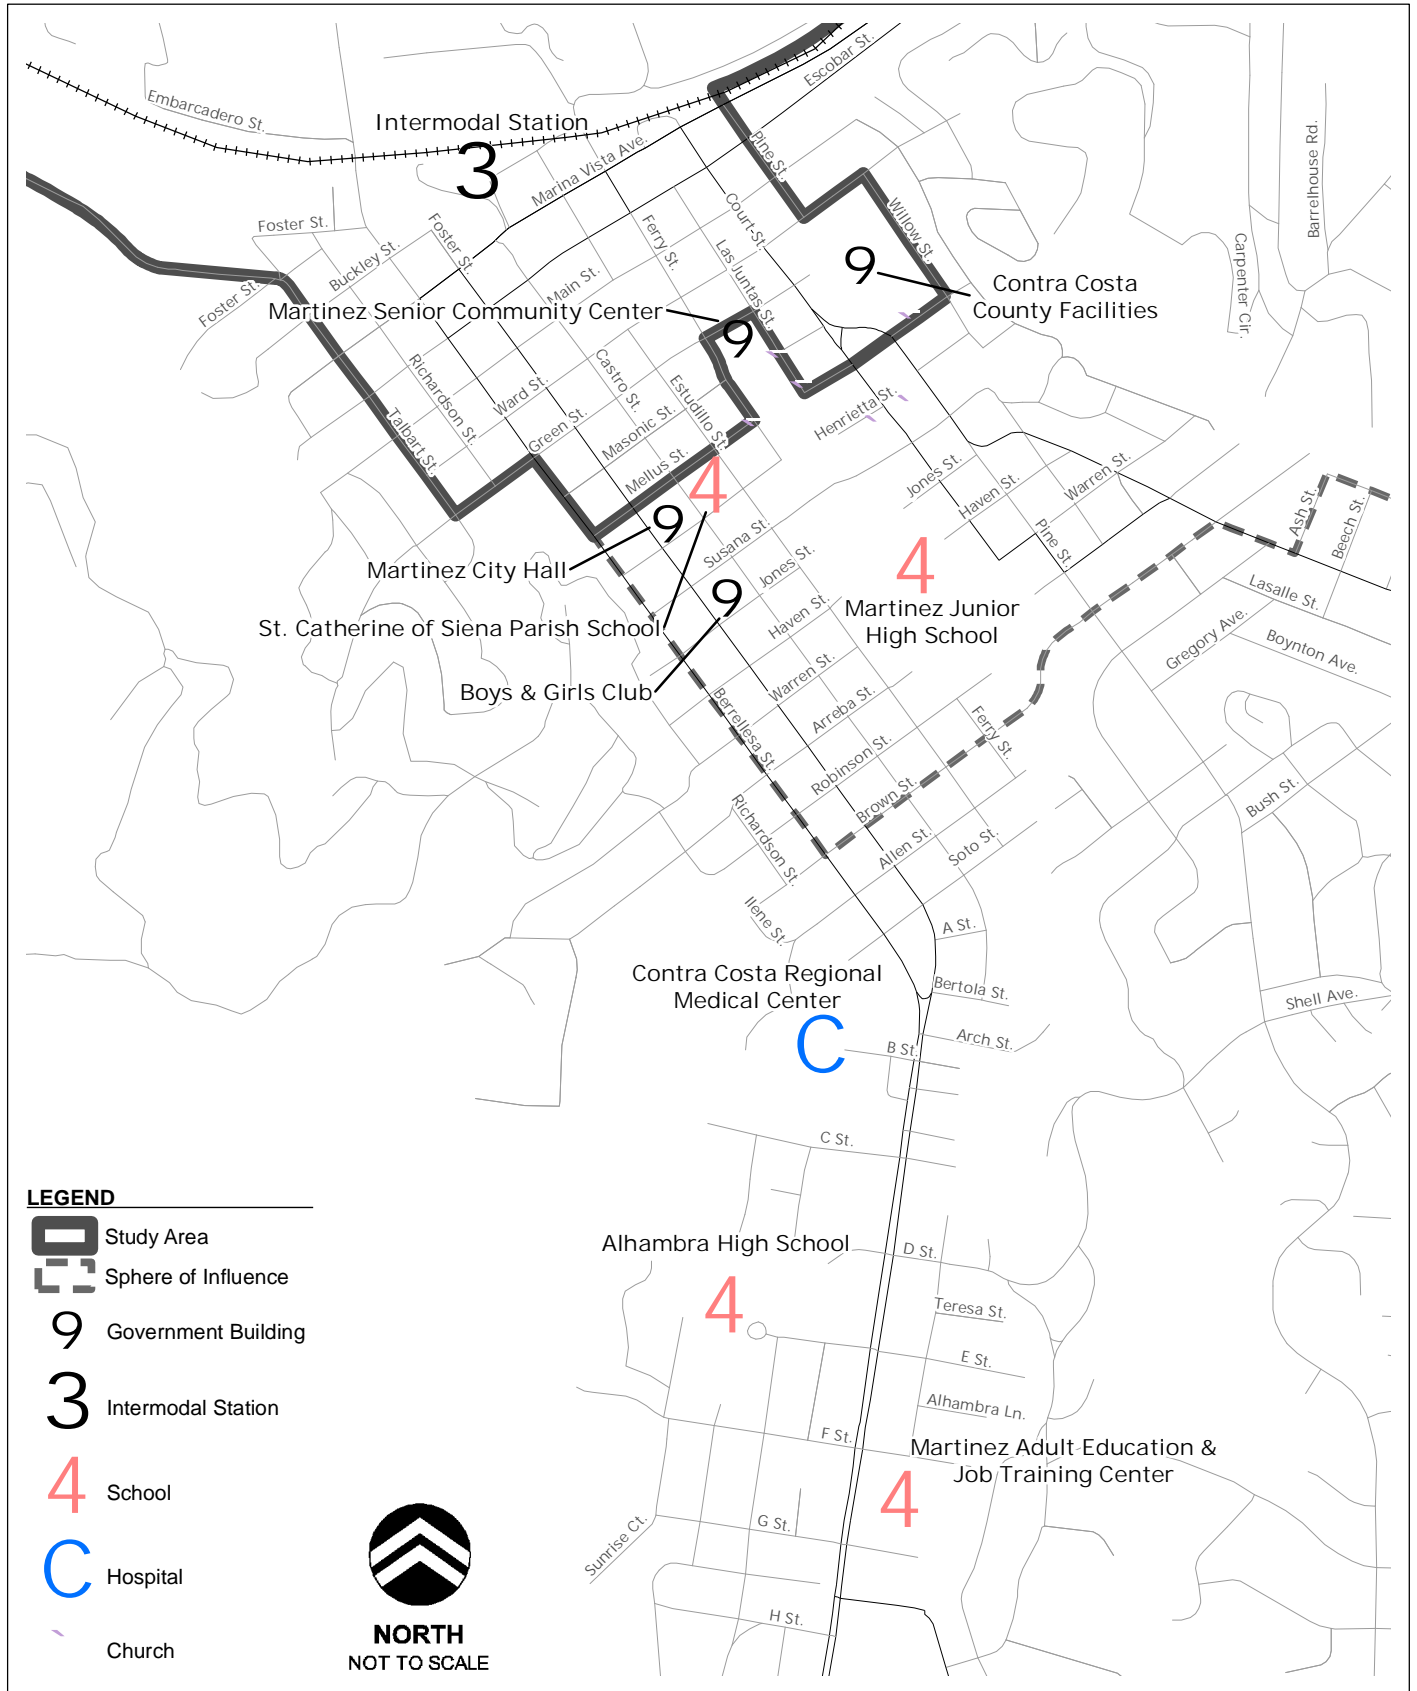 Escobar St.
Embarcadero St.
Intermodal Station
3
Marina Vista Ave.
Pine St.
Barrelhouse Rd.
Foster St.
Foster St.
Buckley St.
Ferry St.
Court St.
Willow St.
Carpenter Cir.
Las Juntas St.
9
Contra Costa
County Facilities
Foster St.
Main St.
Martinez Senior Community Center
9
Richardson St.
Castro St.
Ward St.
Estudillo St.
Talbart St.
Green St.
Masonic St.
Henrietta St.
Mellus St.
4
Jones St.
Haven St.
Warren St.
Ash St.
Beech St.
9
Susana St.
Pine St.
Martinez City Hall
Jones St.
4
Martinez Junior
High School
Lasalle St.
Gregory Ave.
Boynton Ave.
9
St. Catherine of Siena Parish School
Haven St.
Boys & Girls Club
Warren St.
Berrellesa St.
Arreba St.
Ferry St.
Robinson St.
Brown St.
Bush St.
Richardson St.
Allen St.
Soto St.
Ilene St.
A St.
Contra Costa Regional
Medical Center
Bertola St.
Shell Ave.
C
Arch St.
B St.
C St.
LEGEND
Study Area
Sphere of Influence
9 Government Building
3 Intermodal Station
4 School
C Hospital
Church
Alhambra High School
D St.
4
Teresa St.
E St.
Alhambra Ln.
F St.
Martinez Adult Education &
Job Training Center
4
G St.
Sunrise Ct.
H St.
NORTH
NOT TO SCALE